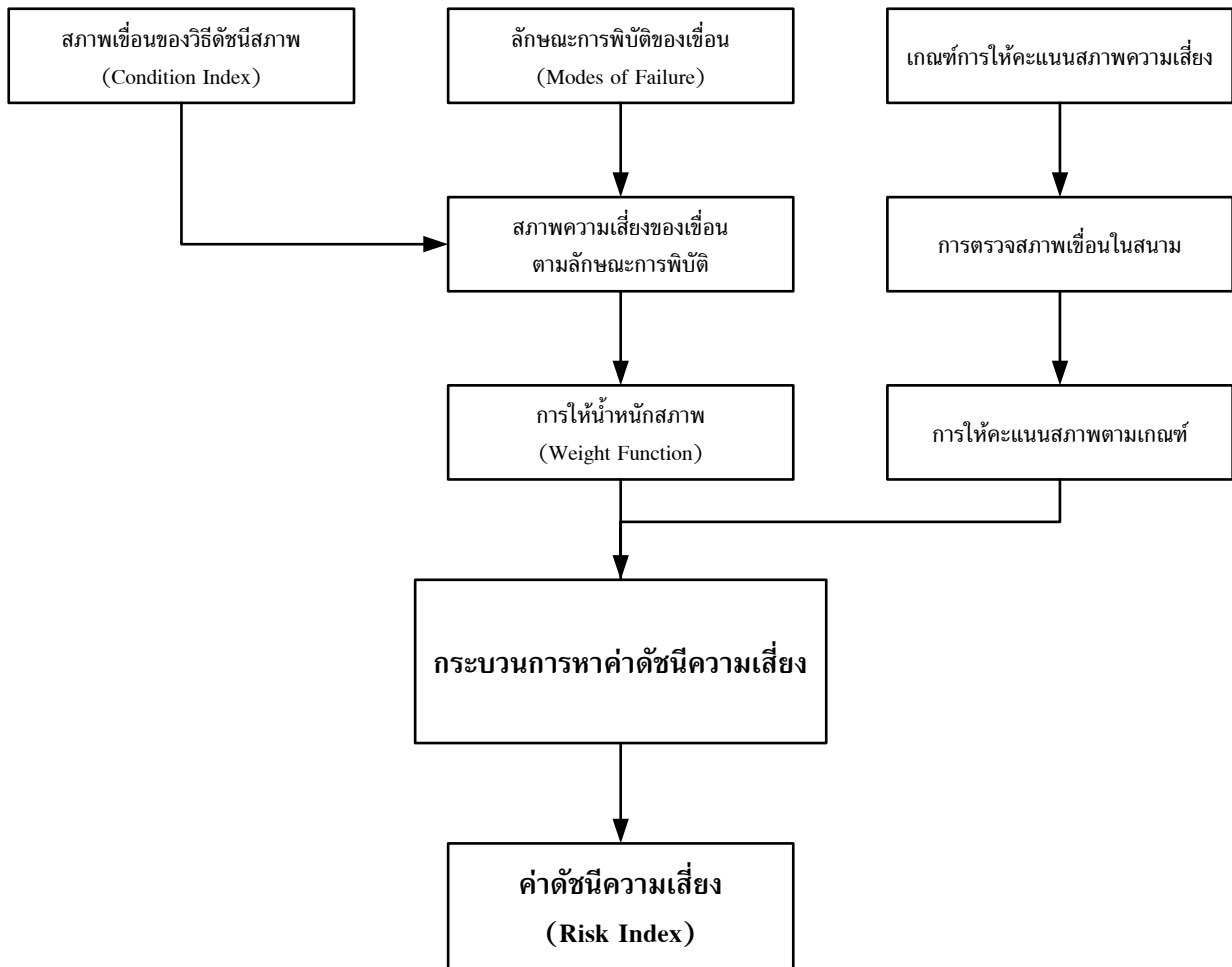 สภาพเขื่อนของวิธีดัชนีสภาพ
(Condition Index)
ลักษณะการพิบัติของเขื่อน
(Modes of Failure)
เกณฑ์การให้คะแนนสภาพความเสี่ยง
สภาพความเสี่ยงของเขื่อน
ตามลักษณะการพิบัติ
การตรวจสภาพเขื่อนในสนาม
การให้น้ำหนักสภาพ
(Weight Function)
การให้คะแนนสภาพตามเกณฑ์
กระบวนการหาค่าดัชนีความเสี่ยง
ค่าดัชนีความเสี่ยง
(Risk Index)